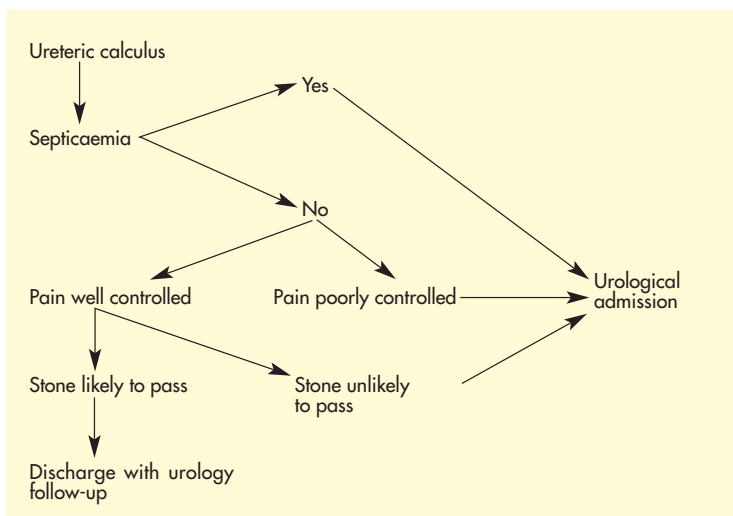 Ureteric calculus
Yes
Septicaemia
No
Pain well controlled
Pain poorly controlled
Urological
admission
Stone likely to pass
Stone unlikely
to pass
Discharge with urology
follow-up